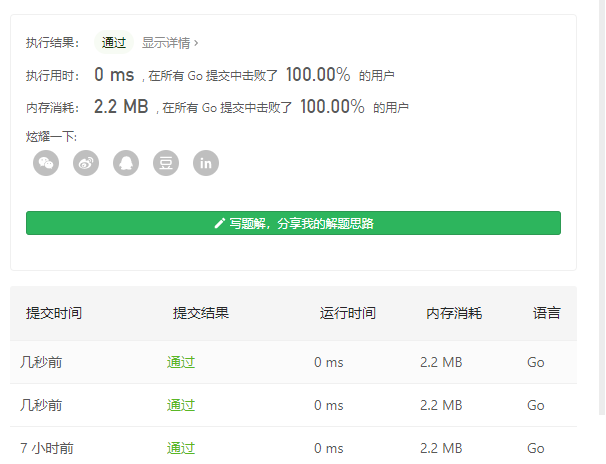 执行结果： 通过 显示详情 >
执行用时： 0 ms , 在所有 Go 提交中击败了 100.00% 的用户
内存消耗： 2.2 MB , 在所有 Go 提交中击败了 100.00% 的用户
炫耀一下:
豆 in
写题解，分享我的解题思路
提交时间 提交结果 运行时间 内存消耗 语言
几秒前 通过 0 ms 2.2 MB Go
几秒前 通过 0 ms 2.2 MB Go
7 小时前 通过 0 ms 2.2 MB Go